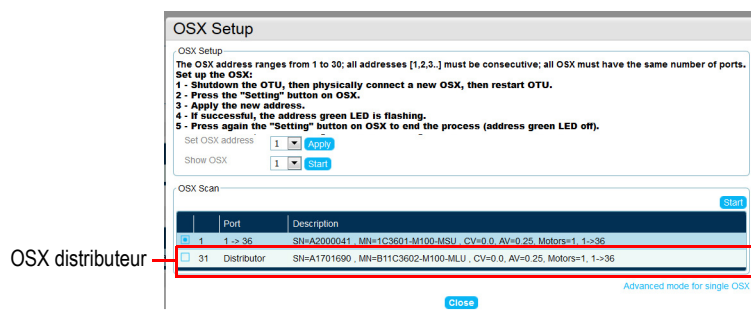 OSX Setup
OSX Setup
The OSX address ranges from 1 to 30; all addresses [1,2,3..] must be consecutive; all OSX must have the same number of ports.
Set up the OSX:
1 - Shutdown the OTU, then physically connect a new OSX, then restart OTU.
2 - Press the "Setting" button on OSX.
3 - Apply the new address.
4 - If successful, the address green LED is flashing.
5 - Press again the "Setting" button on OSX to end the process (address green LED off).
Set OSX address 1 Apply
Show OSX 1 Start
OSX Scan
Start
Port Description
1 1 -> 36 SN=A2000041 , MN=1C3601-M100-MSU , CV=0.0, AV=0.25, Motors=1, 1->36
OSX distributeur
31 Distributor SN=A1701690 , MN=B11C3602-M100-MLU , CV=0.0, AV=0.25, Motors=1, 1->36
Advanced mode for single OSX
Close